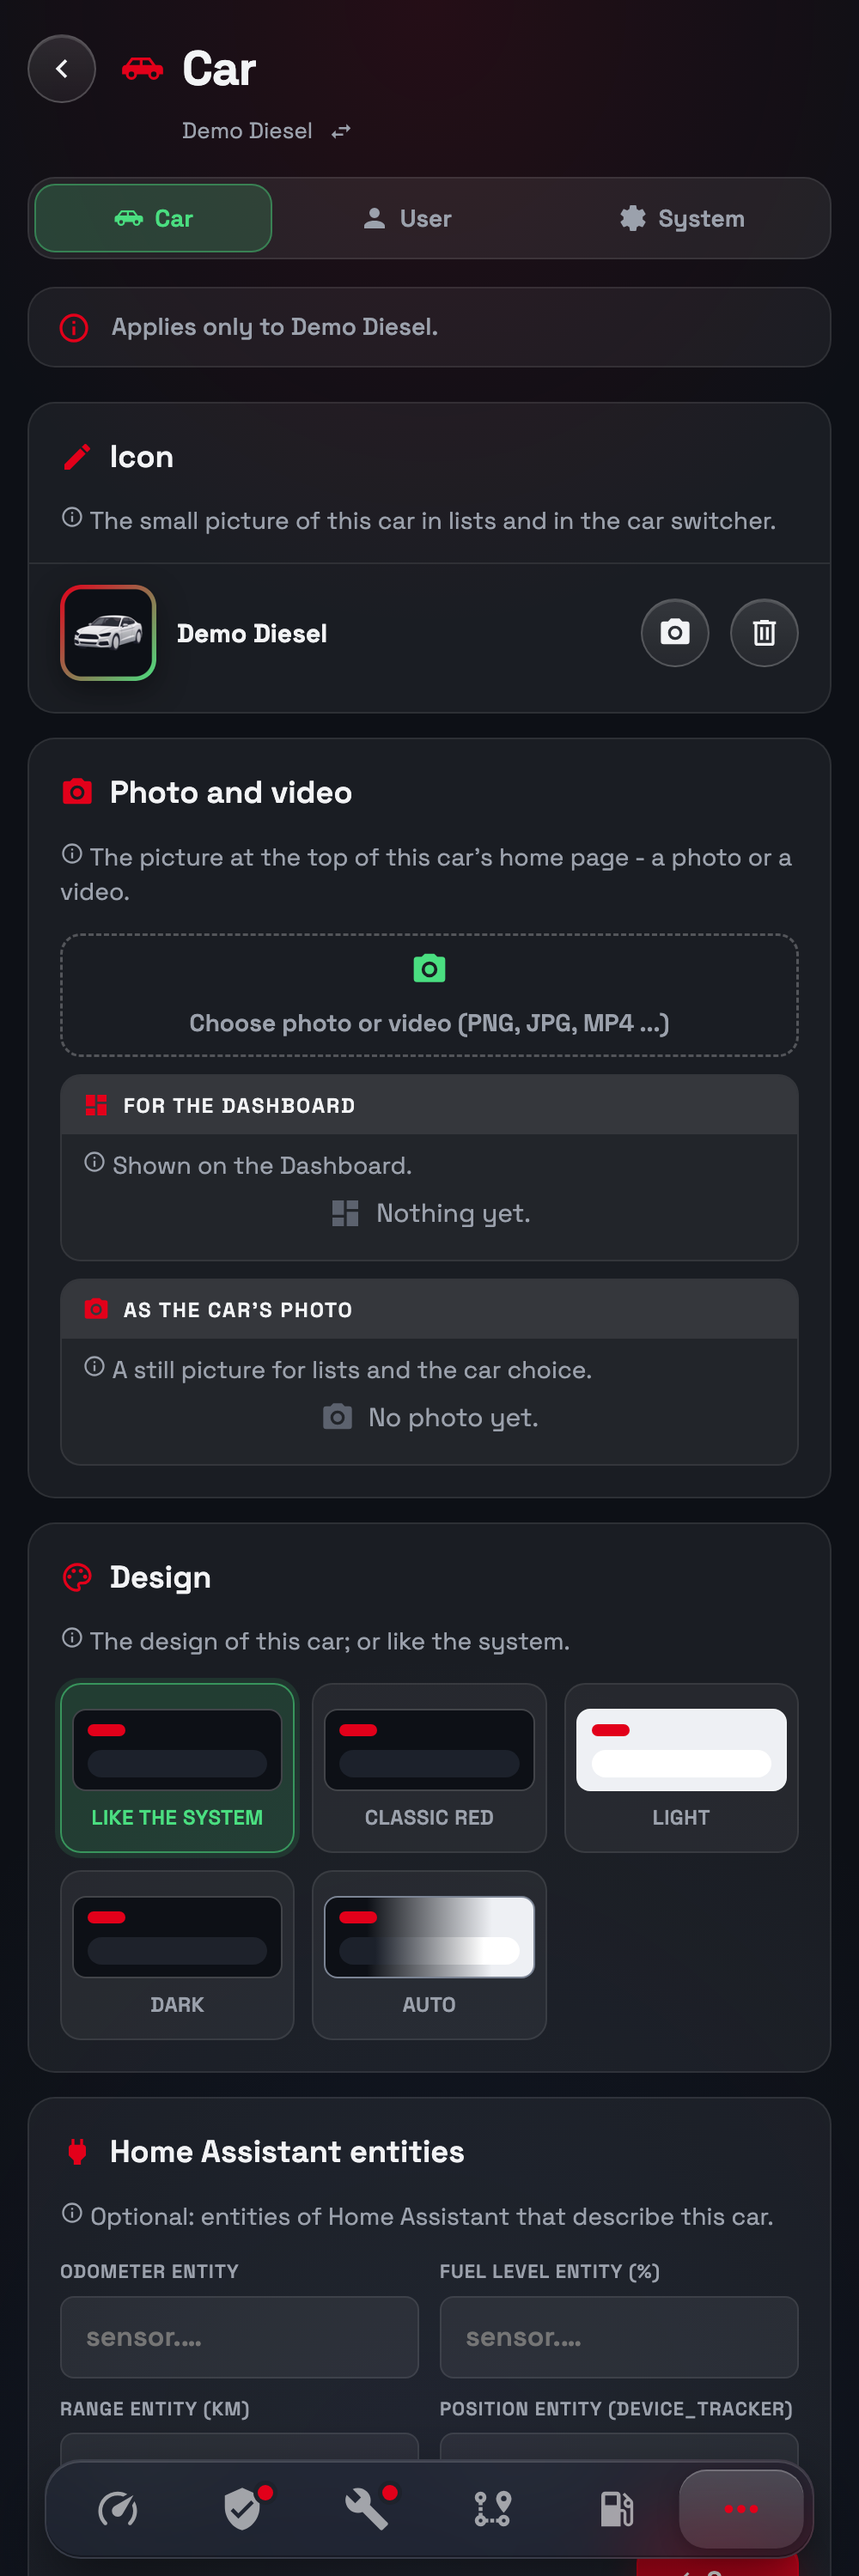 Car
Demo Diesel
Car
User
System
Applies only to Demo Diesel.
Icon
The small picture of this car in lists and in the car switcher.
Demo Diesel
Photo and video
The picture at the top of this car's home page - a photo or a
video.
Choose photo or video (PNG, JPG, MP4 ...)
FOR THE DASHBOARD
Shown on the Dashboard.
Nothing yet.
AS THE CAR'S PHOTO
A still picture for lists and the car choice.
No photo yet.
Design
The design of this car; or like the system.
LIKE THE SYSTEM
CLASSIC RED
LIGHT
DARK
AUTO
Home Assistant entities
Optional: entities of Home Assistant that describe this car.
ODOMETER ENTITY
FUEL LEVEL ENTITY (%)
sensor....
sensor....
RANGE ENTITY (KM)
POSITION ENTITY (DEVICE_TRACKER)